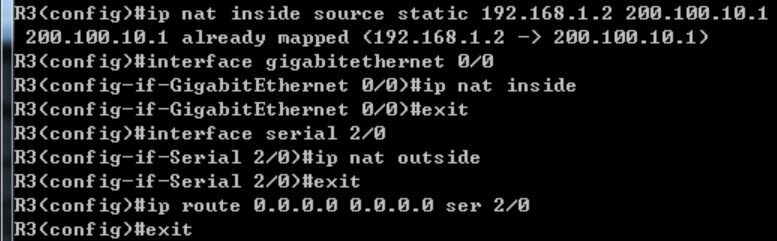 R3(config)#ip nat inside source static 192.168.1.2 200.100.10.1
200.100.10.1 already mapped (192.168.1.2 -> 200.100.10.1)
R3(config)#interface gigabitethernet 0/0
R3(config-if-GigabitEthernet 0/0)#ip nat inside
R3(config-if-GigabitEthernet 0/0)#exit
R3(config)#interface serial 2/0
R3(config-if-Serial 2/0)#ip nat outside
R3(config-if-Serial 2/0)#exit
R3(config)#ip route 0.0.0.0 0.0.0.0 ser 2/0
R3(config)#exit